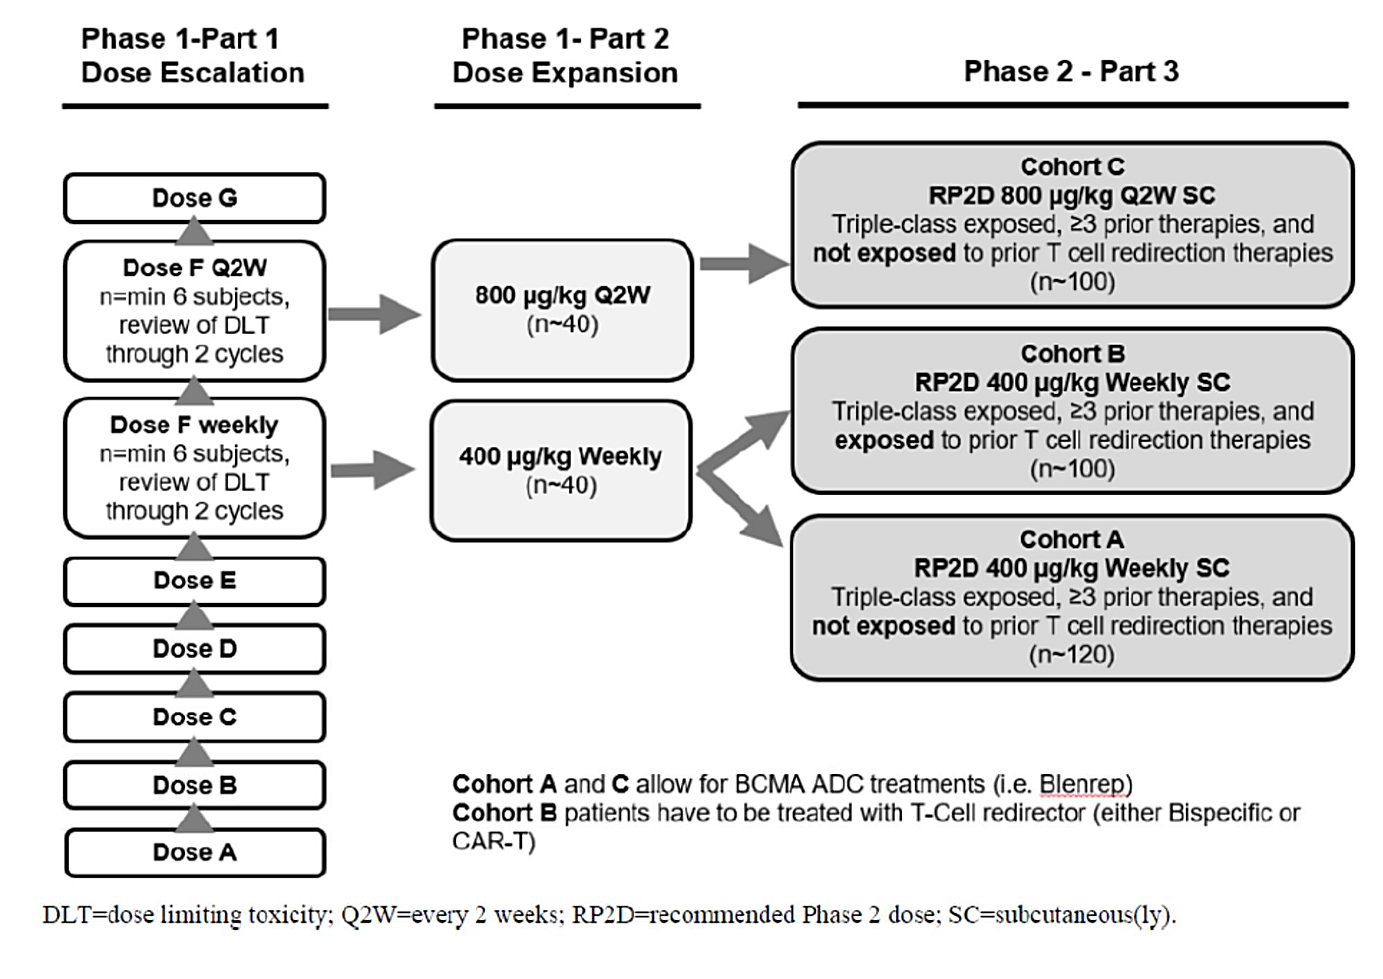 Phase 1-Part 1
Dose Escalation
Phase 1- Part 2
Dose Expansion
Phase 2 - Part 3
Dose G
Dose F Q2W
n=min 6 subjects,
review of DLT
through 2 cycles
Dose F weekly
n=min 6 subjects,
review of DLT
through 2 cycles
Dose E
Dose D
Dose C
Dose B
Dose A
800 µg/kg Q2W
(n~40)
400 µg/kg Weekly
(n~40)
Cohort C
RP2D 800 µg/kg Q2W SC
Triple-class exposed, ≥3 prior therapies, and
not exposed to prior T cell redirection therapies
(n~100)
Cohort B
RP2D 400 µg/kg Weekly SC
Triple-class exposed, ≥3 prior therapies, and
exposed to prior T cell redirection therapies
(n~100)
Cohort A
RP2D 400 µg/kg Weekly SC
Triple-class exposed, ≥3 prior therapies, and
not exposed to prior T cell redirection therapies
(n~120)
Cohort A and C allow for BCMA ADC treatments (i.e. Blenrep)
Cohort B patients have to be treated with T-Cell redirector (either Bispecific or
CAR-T)
DLT=dose limiting toxicity; Q2W=every 2 weeks; RP2D=recommended Phase 2 dose; SC=subcutaneous(ly).